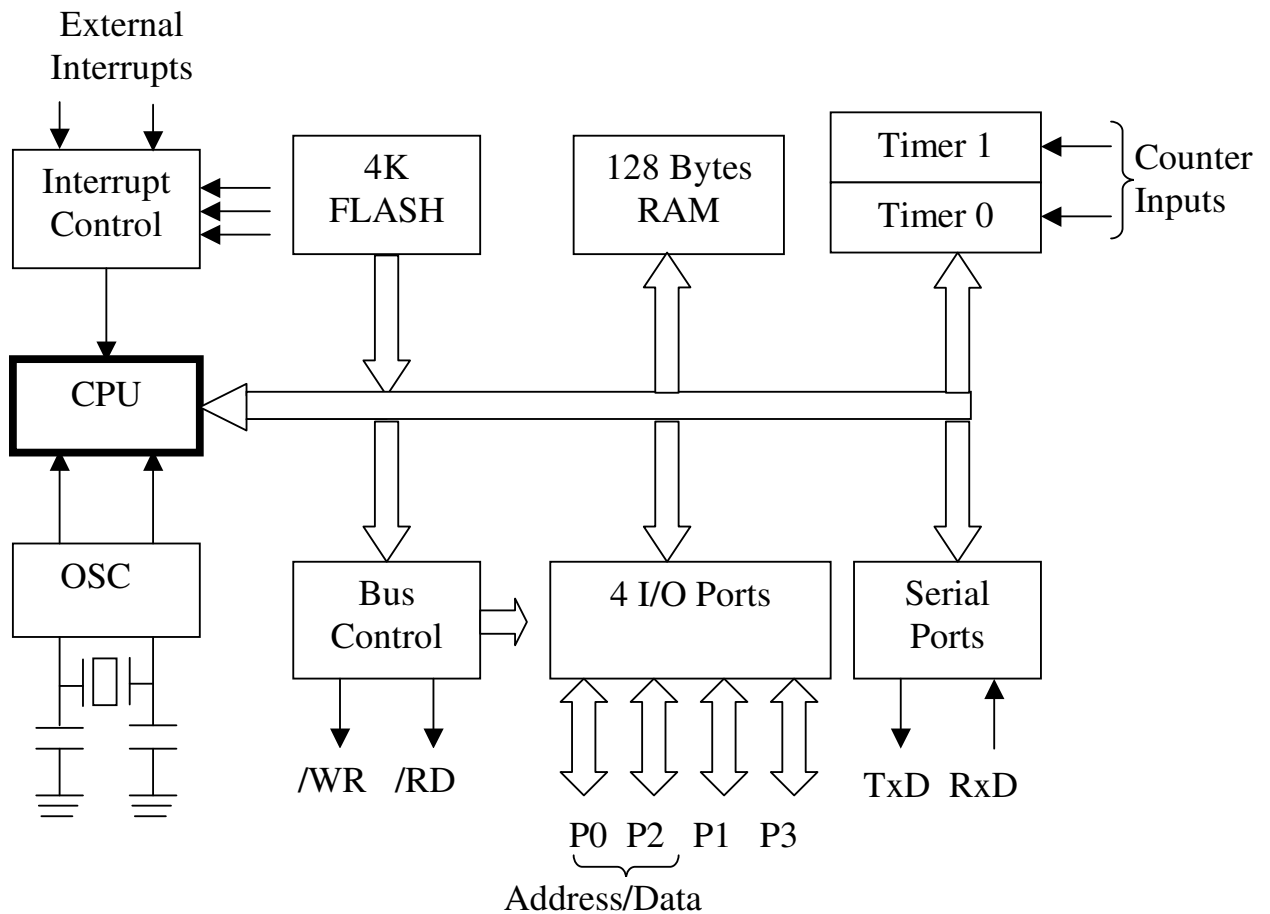 External
Interrupts
Interrupt
Control
4K
FLASH
128 Bytes
RAM
Timer 1
Timer 0
Counter
Inputs
CPU
OSC
Bus
Control
4 I/O Ports
Serial
Ports
/WR /RD
TxD RxD
P0 P2 P1 P3
Address/Data